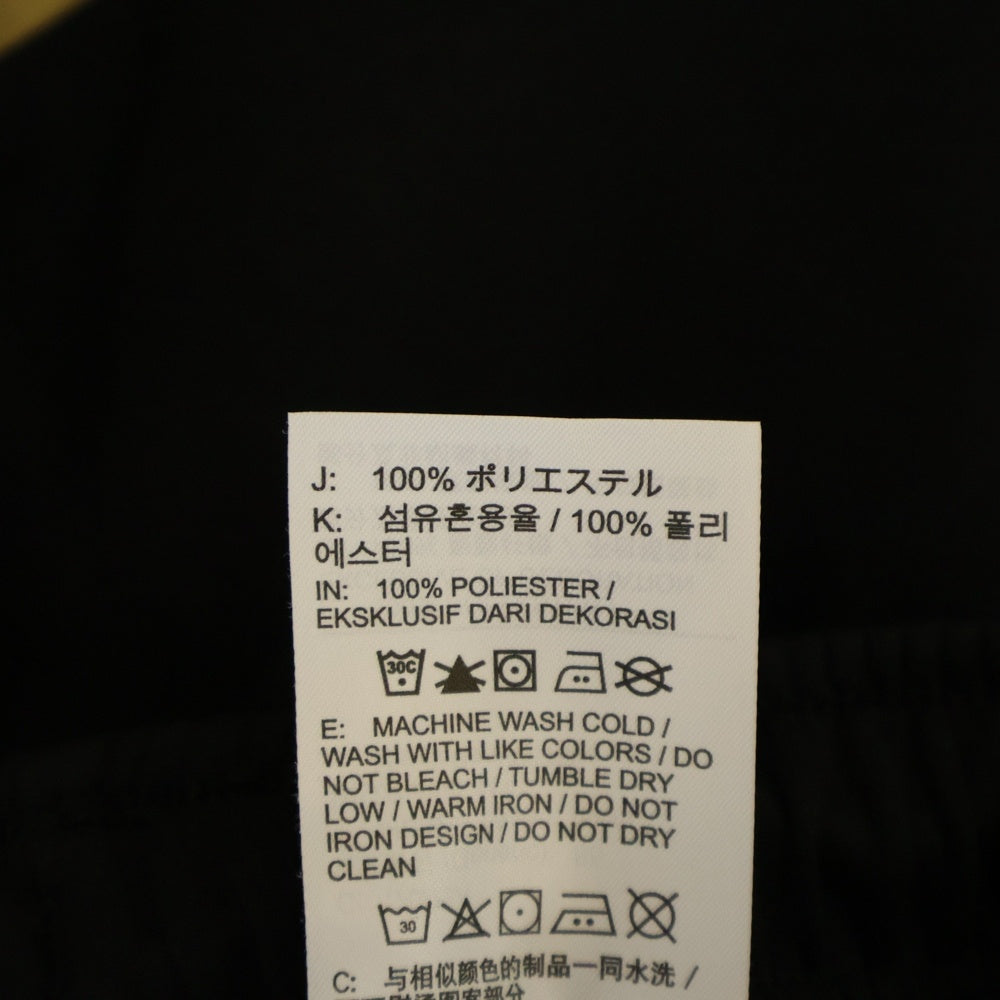 J: 100% ポリエステル
K: 섬유혼용율 / 100% 폴리
에스터
IN: 100% POLIESTER /
EKSKLUSIF DARI DEKORASI
30C
E: MACHINE WASH COLD /
WASH WITH LIKE COLORS / DO
NOT BLEACH / TUMBLE DRY
LOW / WARM IRON / DO NOT
IRON DESIGN / DO NOT DRY
CLEAN
30
C: 与相似颜色的制品一同水洗 /